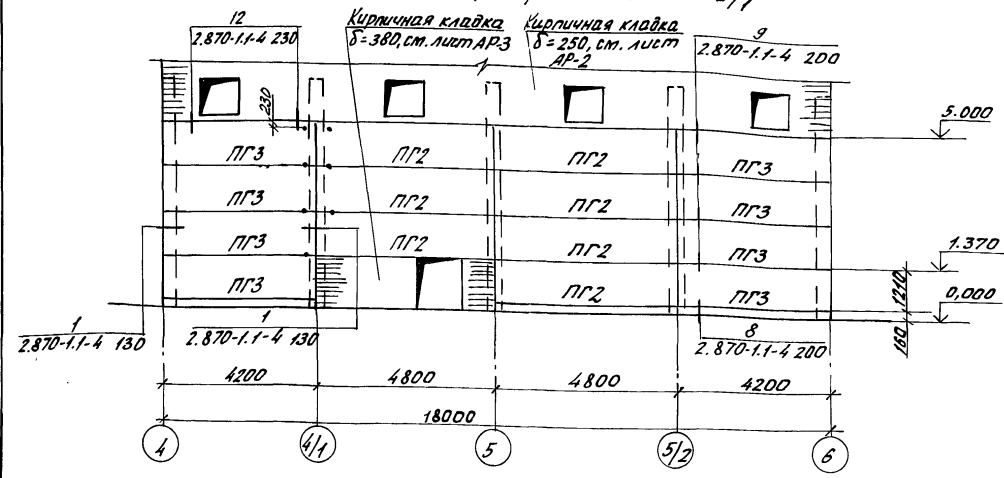 12
2.870-1.1-4 230
Кирпичная кладка
δ=380, см. лист АР-3
Кирпичная кладка
δ=250, см. лист
АР-2
9
2.870-1.1-4 200
230
5.000
ПГ3 ПГ2 ПГ2 ПГ3
ПГ3 ПГ2 ПГ2 ПГ3
ПГ3 ПГ2 ПГ2 ПГ3
1.370
ПГ3 ПГ2 ПГ3
1210
0,000
160
1
2.870-1.1-4 130
1
2.870-1.1-4 130
8
2.870-1.1-4 200
4200 4800 4800 4200
18000
4 4/1 5 5/2 6